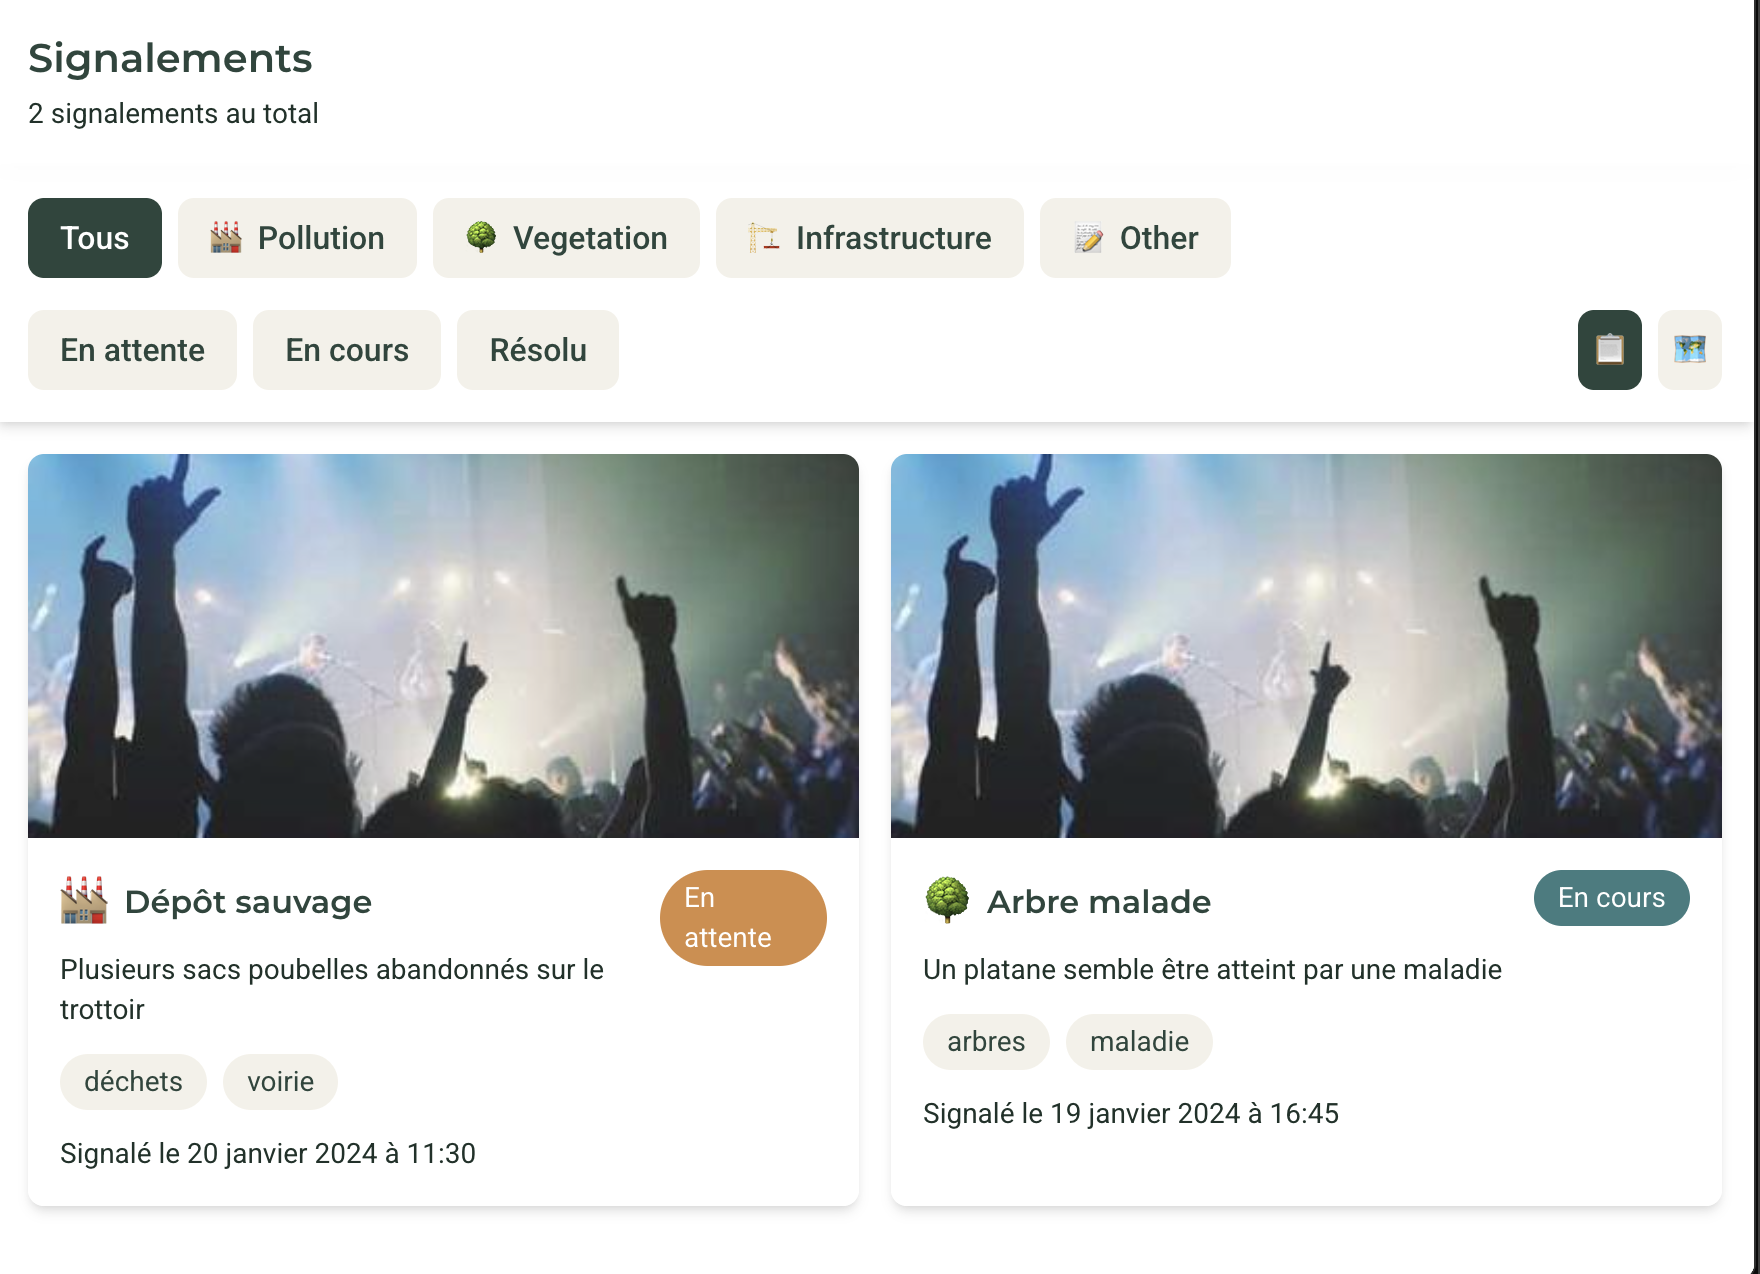 Signalements
2 signalements au total
Tous
Pollution
Vegetation
Infrastructure
Other
En attente
En cours
Résolu
Dépôt sauvage
En
attente
Plusieurs sacs poubelles abandonnés sur le
trottoir
déchets
voirie
Signalé le 20 janvier 2024 à 11:30
Arbre malade
En cours
Un platane semble être atteint par une maladie
arbres
maladie
Signalé le 19 janvier 2024 à 16:45